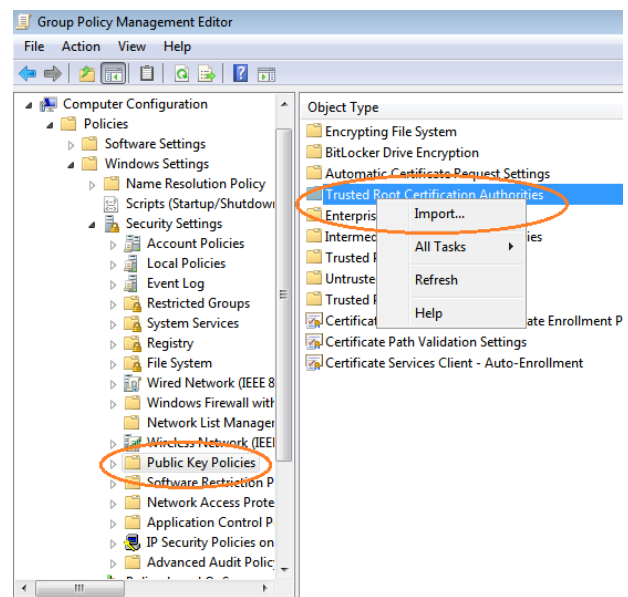 Group Policy Management Editor
File Action View Help
Computer Configuration
Policies
Software Settings
Windows Settings
Name Resolution Policy
Scripts (Startup/Shutdow
Security Settings
Account Policies
Local Policies
Event Log
Restricted Groups
System Services
Registry
File System
Wired Network (IEEE 8
Windows Firewall with
Network List Manager
Wireless Network (IEE
Public Key Policies
Software Restriction P
Network Access Prote
Application Control P
IP Security Policies on
Advanced Audit Polic
Object Type
Encrypting File System
BitLocker Drive Encryption
Automatic Certificate Request Settings
Trusted Root Certification Authorities
Enterpris
Intermed ies
Trusted
Untruste
Trusted
Certificat ate Enrollment P
Certificate Path Validation Settings
Certificate Services Client - Auto-Enrollment
Import...
All Tasks
Refresh
Help